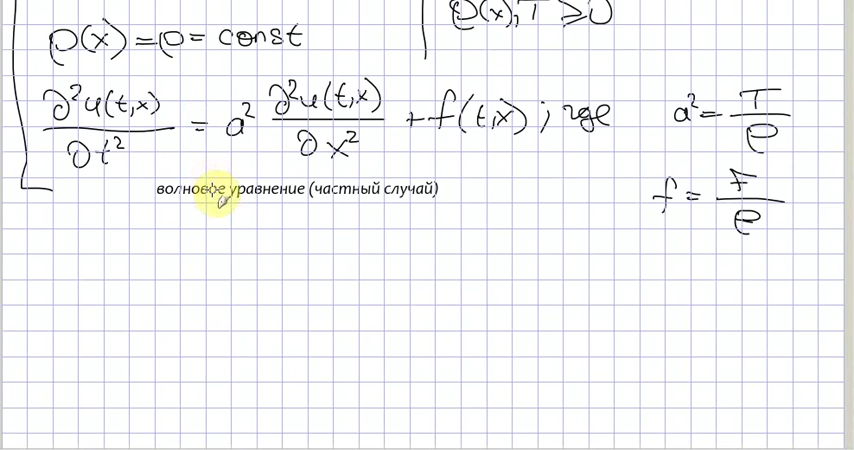 ρ(x), T ≥ 0
ρ(x) = ρ = const
∂²u(t,x)/∂t² = a² ∂²u(t,x)/∂x² + f(t,x); где a² = T/ρ
волновое уравнение (частный случай)
f = F/ρ